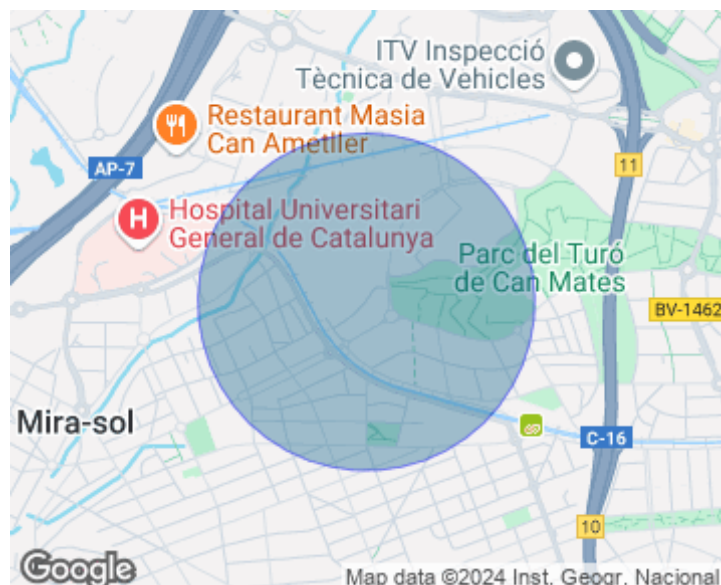 ITV Inspecció
Tècnica de Vehicles
Restaurant Masia
Can Ametller
AP-7
11
H
Hospital Universitari
General de Catalunya
Parc del Turó
de Can Mates
BV-1462
Mira-sol
C-16
10
Google
Map data ©2024 Inst. Geogr. Nacional